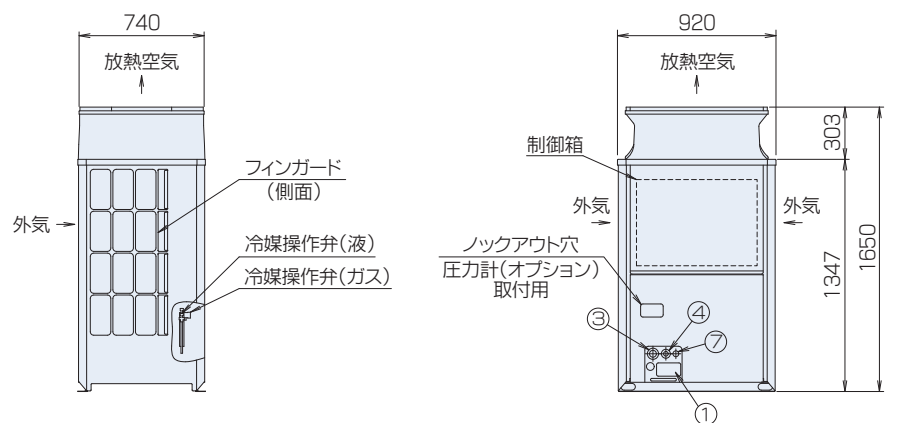 740
放熱空気
フィンガード
(側面)
外気
冷媒操作弁(液)
冷媒操作弁(ガス)
920
放熱空気
制御箱
外気
外気
ノックアウト穴
圧力計(オプション)
取付用
③
④
⑦
①
303
1347
1650